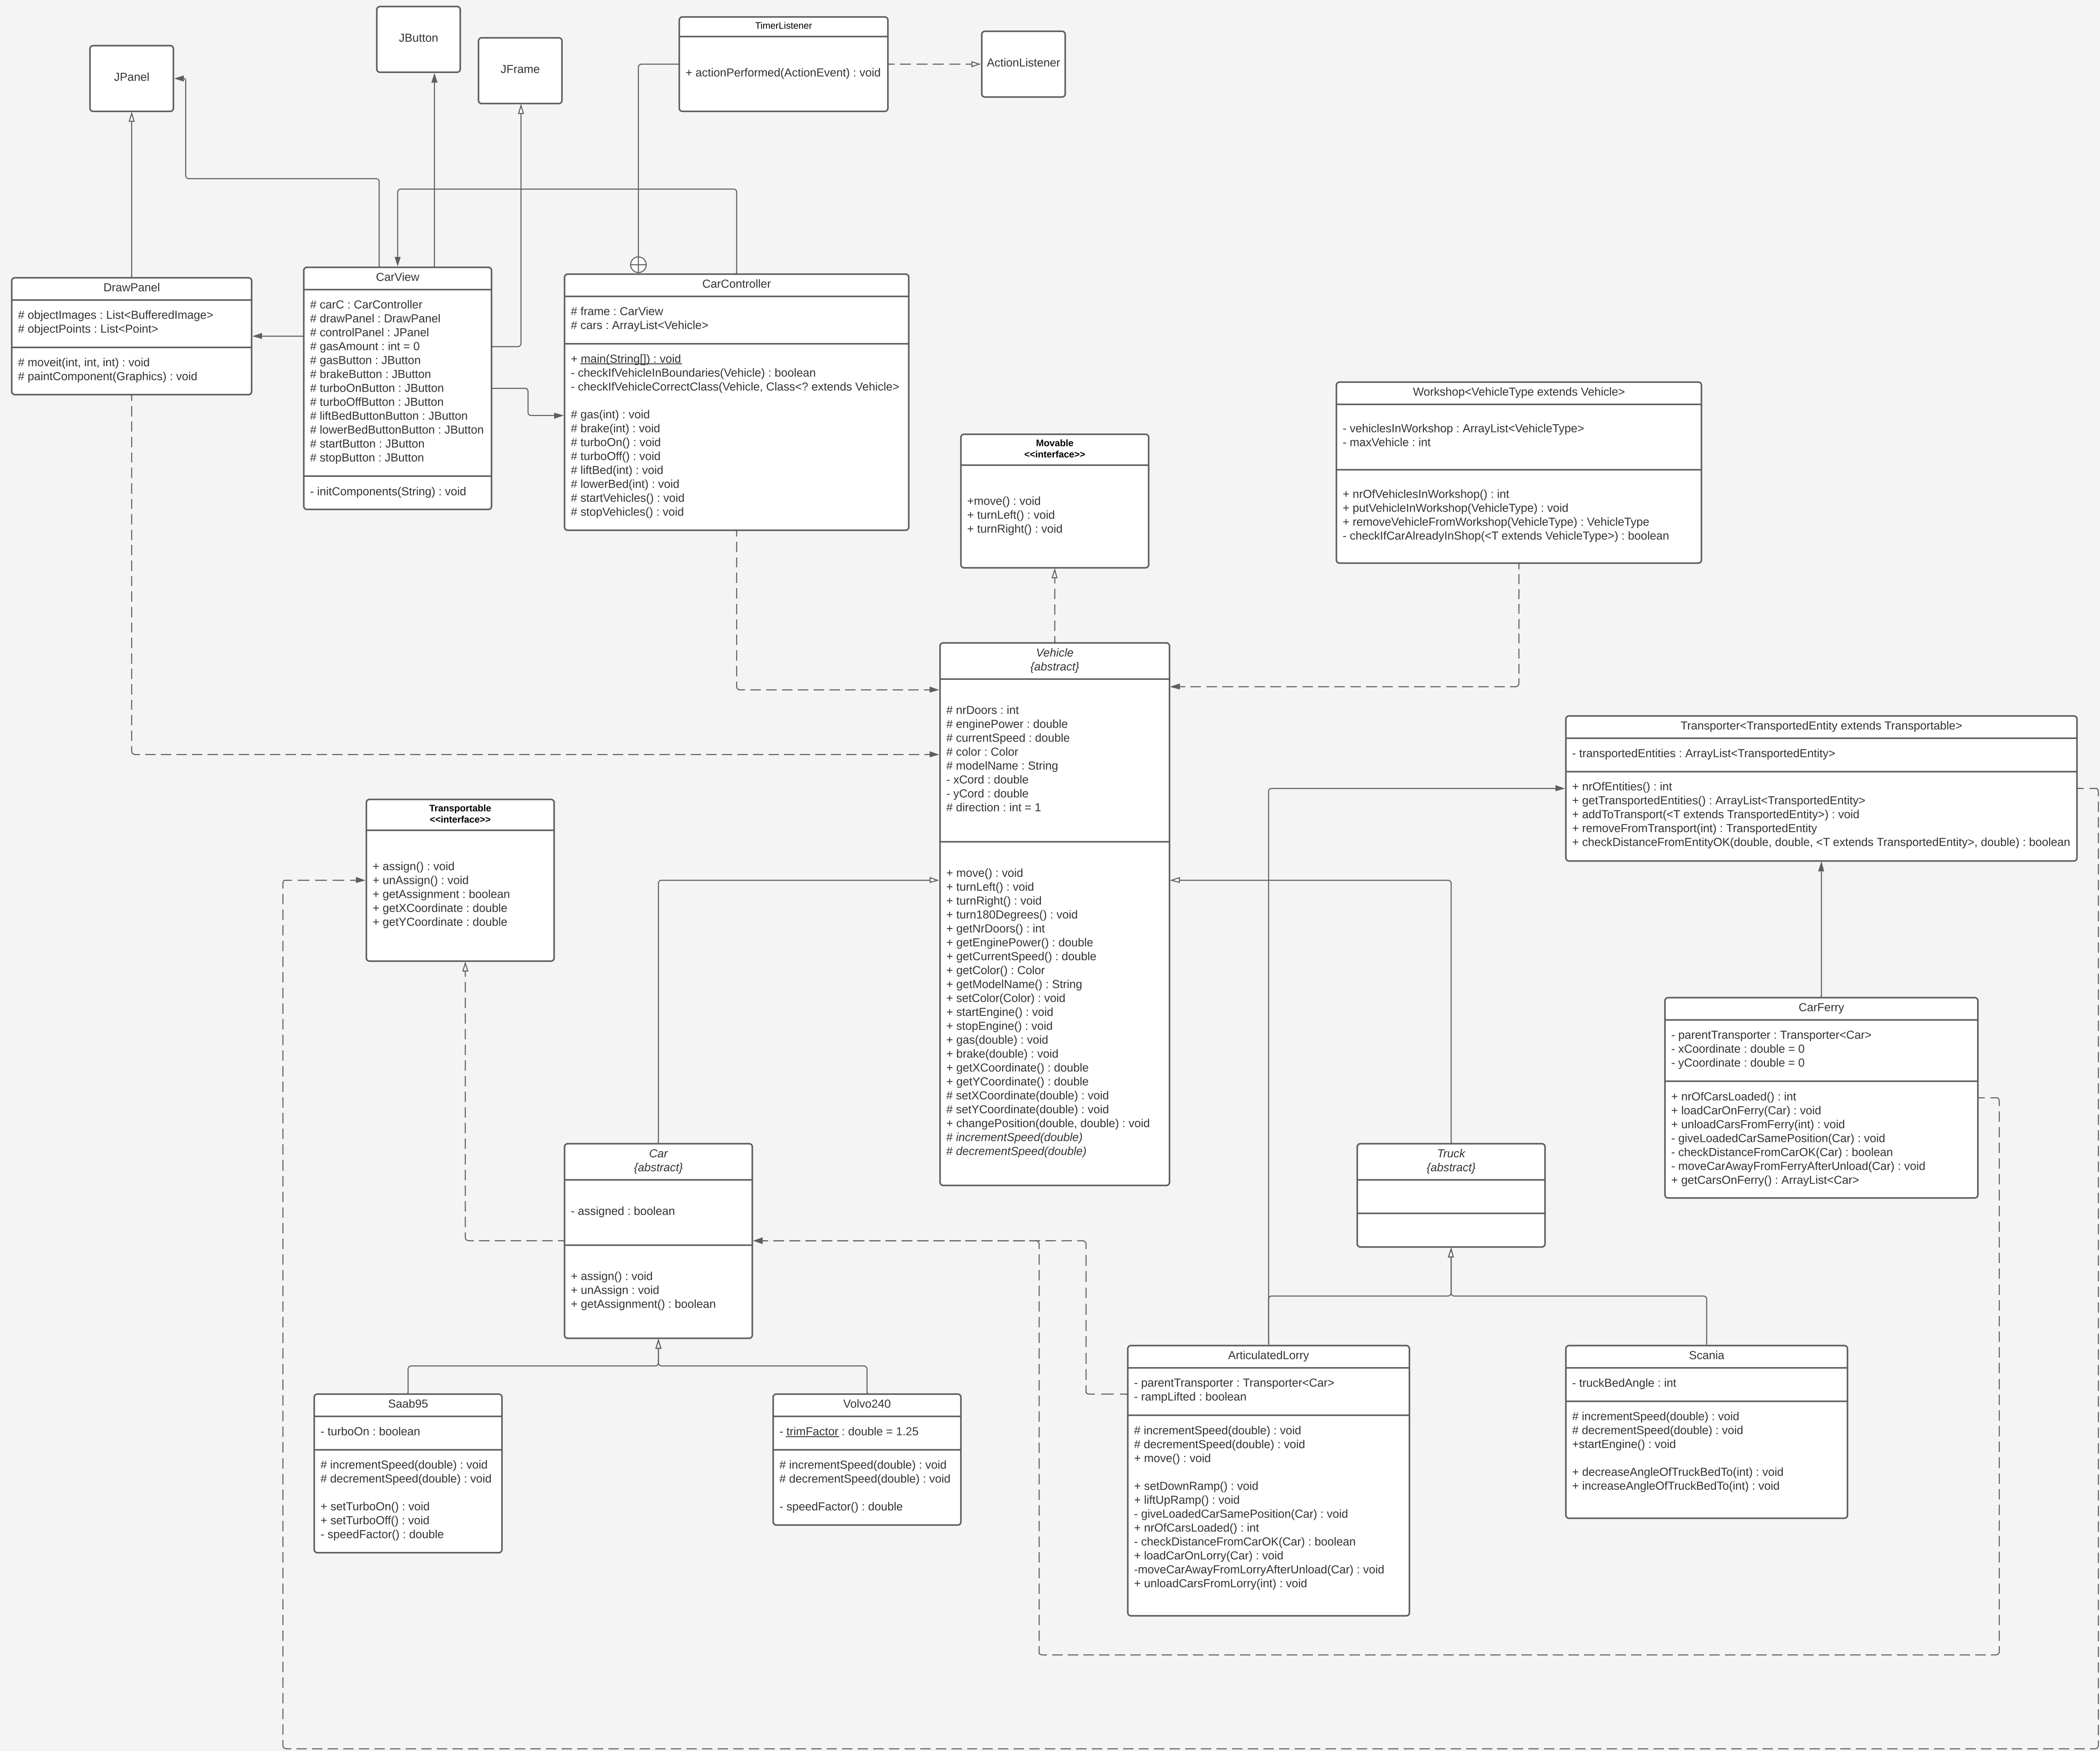 JButton
TimerListener
+ actionPerformed(ActionEvent) : void
ActionListener
JFrame
JPanel
DrawPanel
# objectImages : List<BufferedImage>
# objectPoints : List<Point>
# moveit(int, int, int) : void
# paintComponent(Graphics) : void
CarView
# carC : CarController
# drawPanel : DrawPanel
# controlPanel : JPanel
# gasAmount : int = 0
# gasButton : JButton
# brakeButton : JButton
# turboOnButton : JButton
# turboOffButton : JButton
# liftBedButtonButton : JButton
# lowerBedButtonButton : JButton
# startButton : JButton
# stopButton : JButton
- initComponents(String) : void
CarController
# frame : CarView
# cars : ArrayList<Vehicle>
+ main(String[]) : void
- checkIfVehicleInBoundaries(Vehicle) : boolean
- checkIfVehicleCorrectClass(Vehicle, Class<? extends Vehicle>
# gas(int) : void
# brake(int) : void
# turboOn() : void
# turboOff() : void
# liftBed(int) : void
# lowerBed(int) : void
# startVehicles() : void
# stopVehicles() : void
Movable
<<interface>>
+move() : void
+ turnLeft() : void
+ turnRight() : void
Workshop<VehicleType extends Vehicle>
- vehiclesInWorkshop : ArrayList<VehicleType>
- maxVehicle : int
+ nrOfVehiclesInWorkshop() : int
+ putVehicleInWorkshop(VehicleType) : void
+ removeVehicleFromWorkshop(VehicleType) : VehicleType
- checkIfCarAlreadyInShop(<T extends VehicleType>) : boolean
Vehicle
{abstract}
# nrDoors : int
# enginePower : double
# currentSpeed : double
# color : Color
# modelName : String
- xCord : double
- yCord : double
# direction : int = 1
+ move() : void
+ turnLeft() : void
+ turnRight() : void
+ turn180Degrees() : void
+ getNrDoors() : int
+ getEnginePower() : double
+ getCurrentSpeed() : double
+ getColor() : Color
+ getModelName() : String
+ setColor(Color) : void
+ startEngine() : void
+ stopEngine() : void
+ gas(double) : void
+ brake(double) : void
+ getXCoordinate() : double
+ getYCoordinate() : double
# setXCoordinate(double) : void
# setYCoordinate(double) : void
+ changePosition(double, double) : void
# incrementSpeed(double)
# decrementSpeed(double)
Transporter<TransportedEntity extends Transportable>
- transportedEntities : ArrayList<TransportedEntity>
+ nrOfEntities() : int
+ getTransportedEntities() : ArrayList<TransportedEntity>
+ addToTransport(<T extends TransportedEntity>) : void
+ removeFromTransport(int) : TransportedEntity
+ checkDistanceFromEntityOK(double, double, <T extends TransportedEntity>, double) : boolean
Transportable
<<interface>>
+ assign() : void
+ unAssign() : void
+ getAssignment : boolean
+ getXCoordinate : double
+ getYCoordinate : double
CarFerry
- parentTransporter : Transporter<Car>
- xCoordinate : double = 0
- yCoordinate : double = 0
+ nrOfCarsLoaded() : int
+ loadCarOnFerry(Car) : void
+ unloadCarsFromFerry(int) : void
- giveLoadedCarSamePosition(Car) : void
- checkDistanceFromCarOK(Car) : boolean
- moveCarAwayFromFerryAfterUnload(Car) : void
+ getCarsOnFerry() : ArrayList<Car>
Car
{abstract}
- assigned : boolean
+ assign() : void
+ unAssign : void
+ getAssignment() : boolean
Truck
{abstract}
Saab95
- turboOn : boolean
# incrementSpeed(double) : void
# decrementSpeed(double) : void
+ setTurboOn() : void
+ setTurboOff() : void
- speedFactor() : double
Volvo240
- trimFactor : double = 1.25
# incrementSpeed(double) : void
# decrementSpeed(double) : void
- speedFactor() : double
ArticulatedLorry
- parentTransporter : Transporter<Car>
- rampLifted : boolean
# incrementSpeed(double) : void
# decrementSpeed(double) : void
+ move() : void
+ setDownRamp() : void
+ liftUpRamp() : void
- giveLoadedCarSamePosition(Car) : void
+ nrOfCarsLoaded() : int
- checkDistanceFromCarOK(Car) : boolean
+ loadCarOnLorry(Car) : void
-moveCarAwayFromLorryAfterUnload(Car) : void
+ unloadCarsFromLorry(int) : void
Scania
- truckBedAngle : int
# incrementSpeed(double) : void
# decrementSpeed(double) : void
+startEngine() : void
+ decreaseAngleOfTruckBedTo(int) : void
+ increaseAngleOfTruckBedTo(int) : void